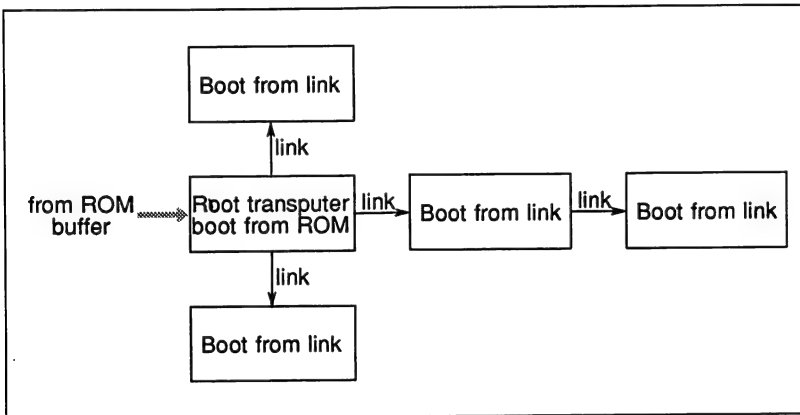 Boot from link
link
from ROM
buffer
Root transputer
boot from ROM
link
Boot from link
link
Boot from link
link
Boot from link